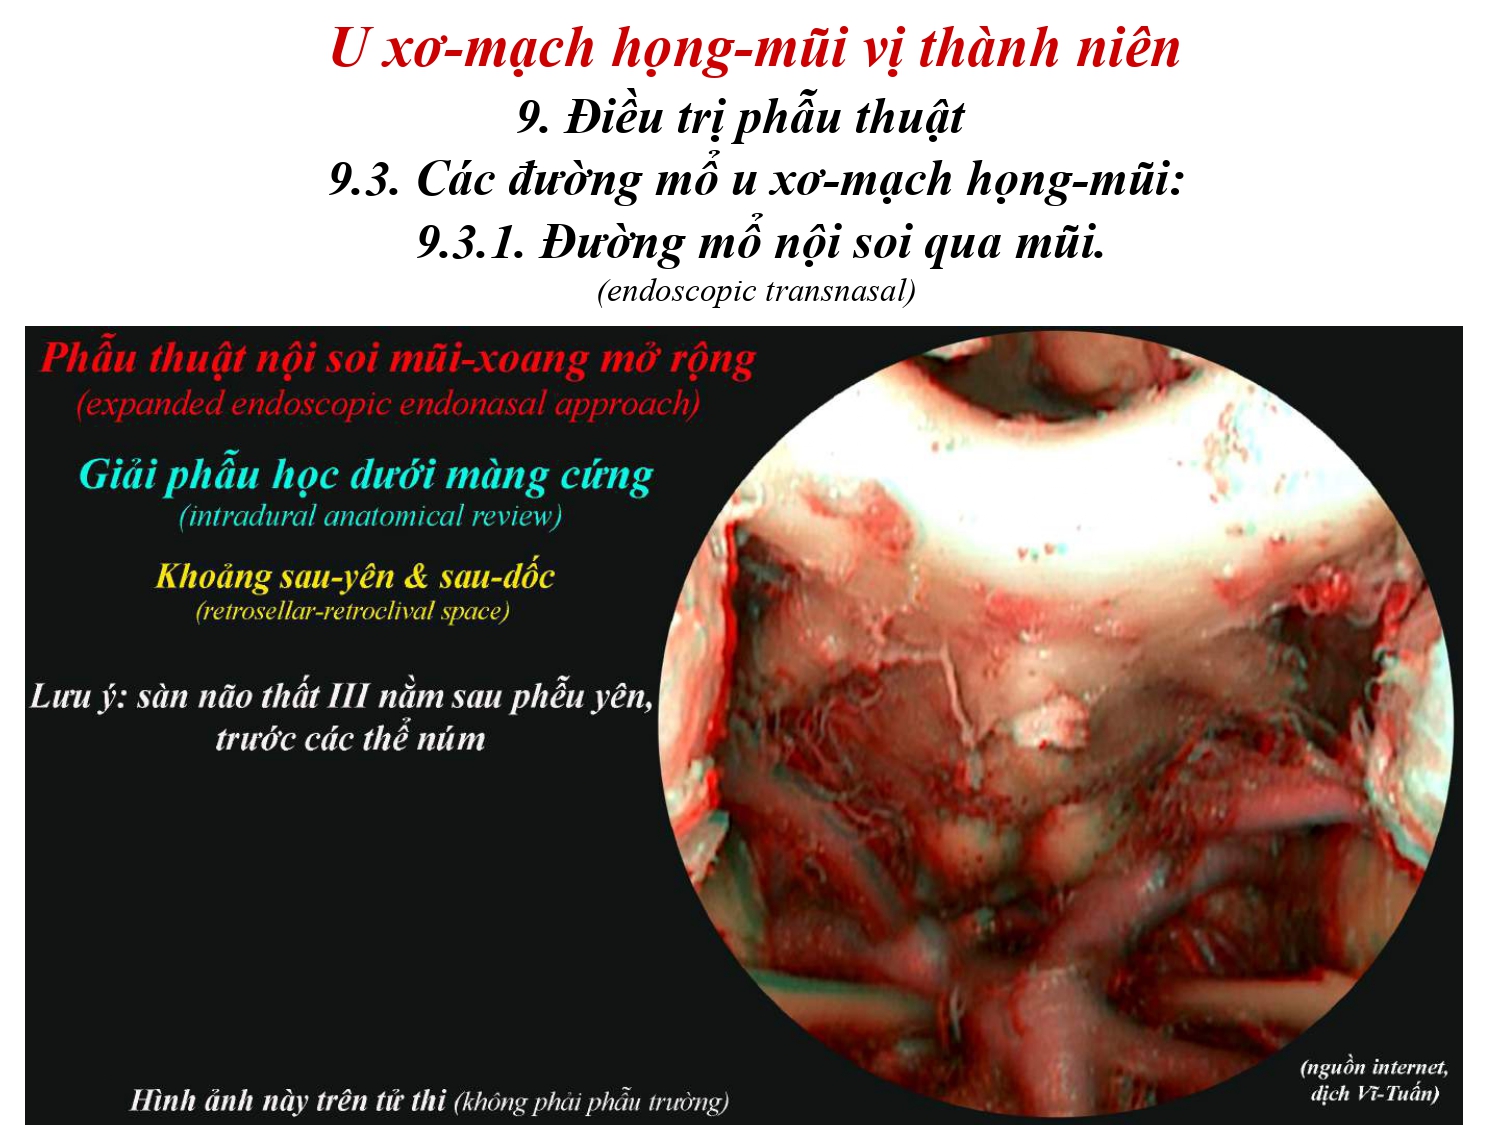 U xơ-mạch họng-mũi vị thành niên
9. Điều trị phẫu thuật
9.3. Các đường mổ u xơ-mạch họng-mũi:
9.3.1. Đường mổ nội soi qua mũi.
(endoscopic transnasal)
Phẫu thuật nội soi mũi-xoang mở rộng
(expanded endoscopic endonasal approach)
Giải phẫu học dưới màng cứng
(intradural anatomical review)
Khoảng sau-yên & sau-dốc
(retrosellar-retroclival space)
Lưu ý: sàn não thất III nằm sau phễu yên,
trước các thể núm
Hình ảnh này trên tử thi (không phải phẫu trường)
(nguồn internet,
dịch Vĩ-Tuấn)